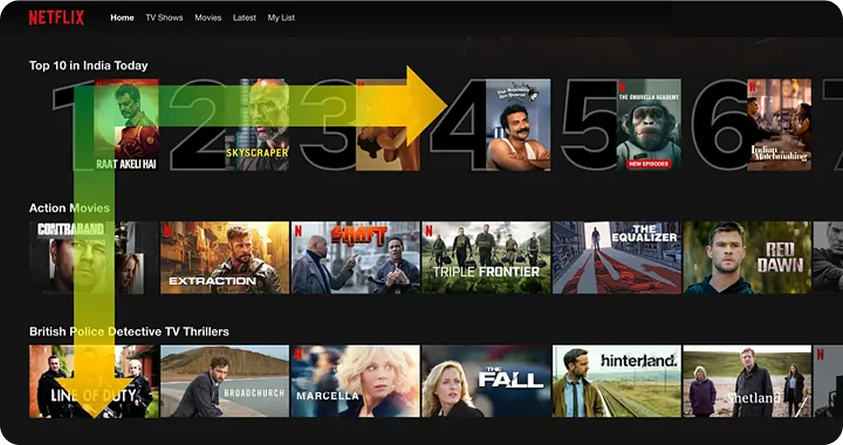 NETFLIX Home TV Shows Movies Latest My List
Top 10 in India Today
1 2 3 4 5 6 7
RAAT AKELI HAI
SKYSCRAPER
THE UMBRELLA ACADEMY
NEW EPISODES
Indian
Matchmaking
Action Movies
CONTRABAND
EXTRACTION
SHAFT
TRIPLE FRONTIER
THE
EQUALIZER
RED
DAWN
British Police Detective TV Thrillers
LINE OF DUTY
BROADCHURCH
MARCELLA
THE
FALL
hinterland.
Shetland